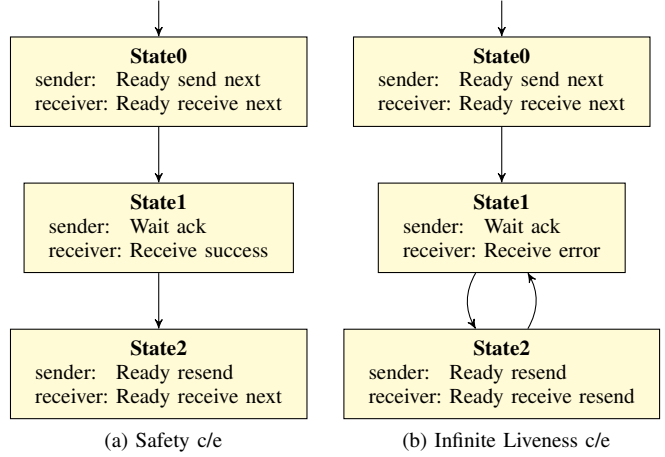 State0
sender: Ready send next
receiver: Ready receive next
State1
sender: Wait ack
receiver: Receive success
State2
sender: Ready resend
receiver: Ready receive next
(a) Safety c/e
State0
sender: Ready send next
receiver: Ready receive next
State1
sender: Wait ack
receiver: Receive error
State2
sender: Ready resend
receiver: Ready receive resend
(b) Infinite Liveness c/e